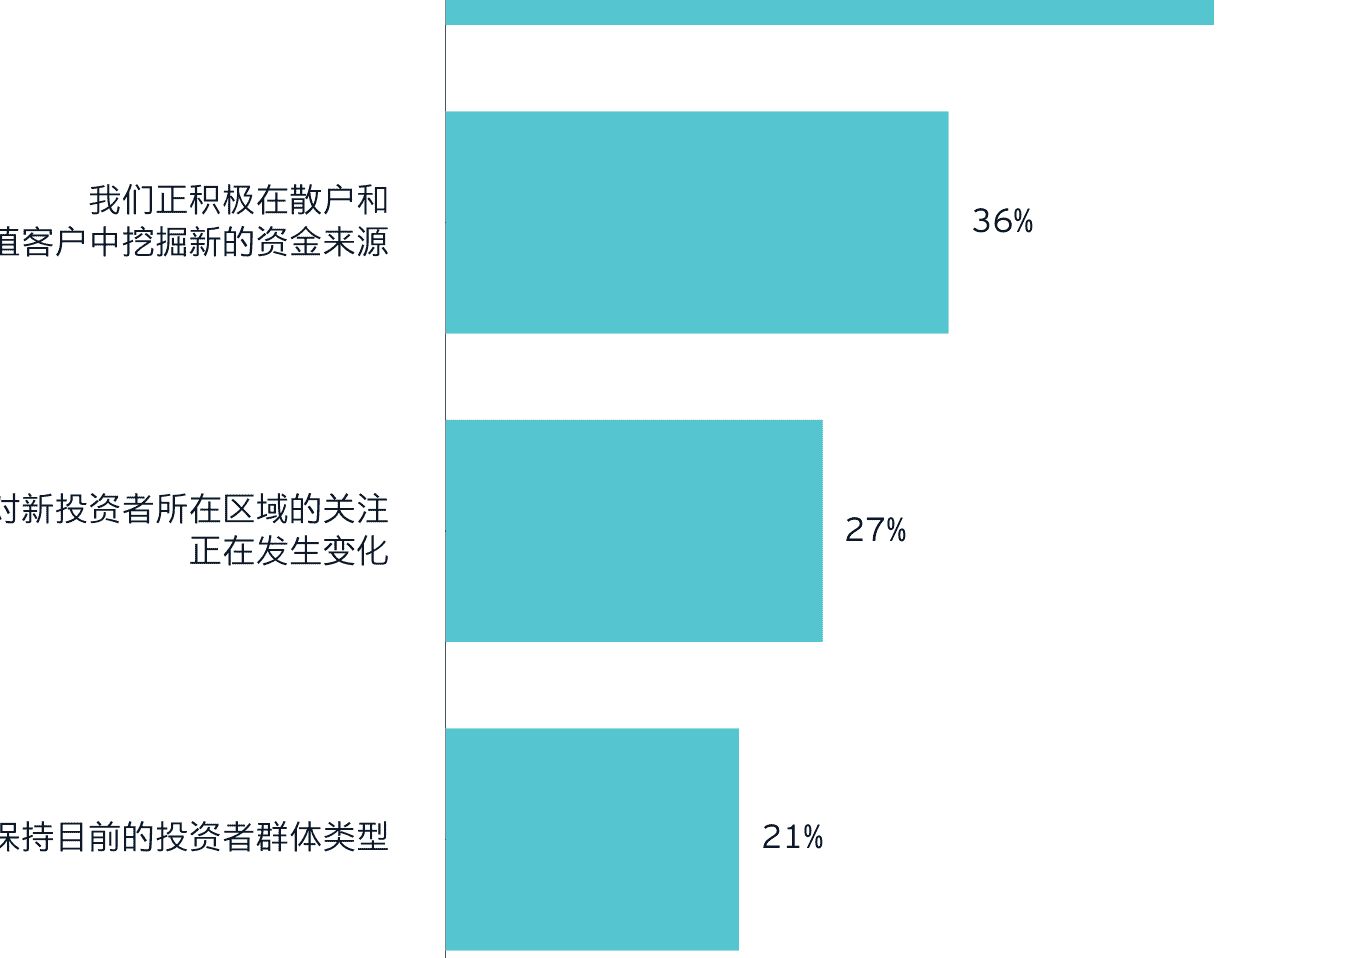 我们正积极在散户和
值客户中挖掘新的资金来源
36%
对新投资者所在区域的关注
正在发生变化
27%
保持目前的投资者群体类型
21%